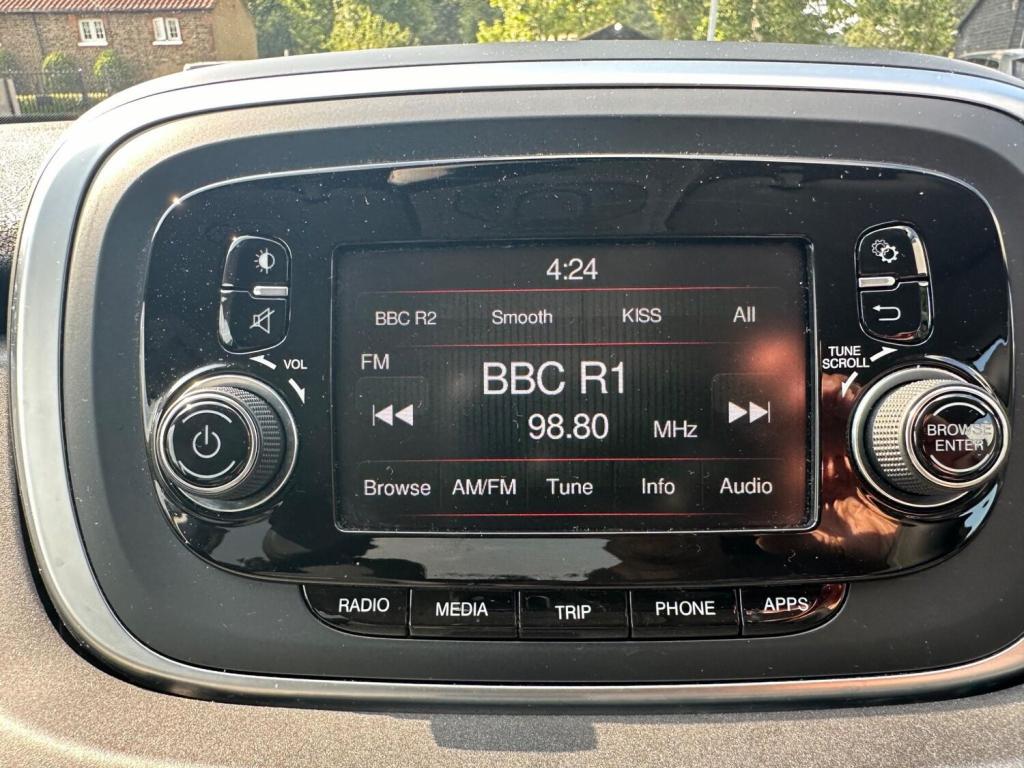 4:24
BBC R2 Smooth KISS All
FM
BBC R1
98.80 MHz
Browse AM/FM Tune Info Audio
VOL
TUNE
SCROLL
BROWSE
ENTER
RADIO MEDIA TRIP PHONE APPS